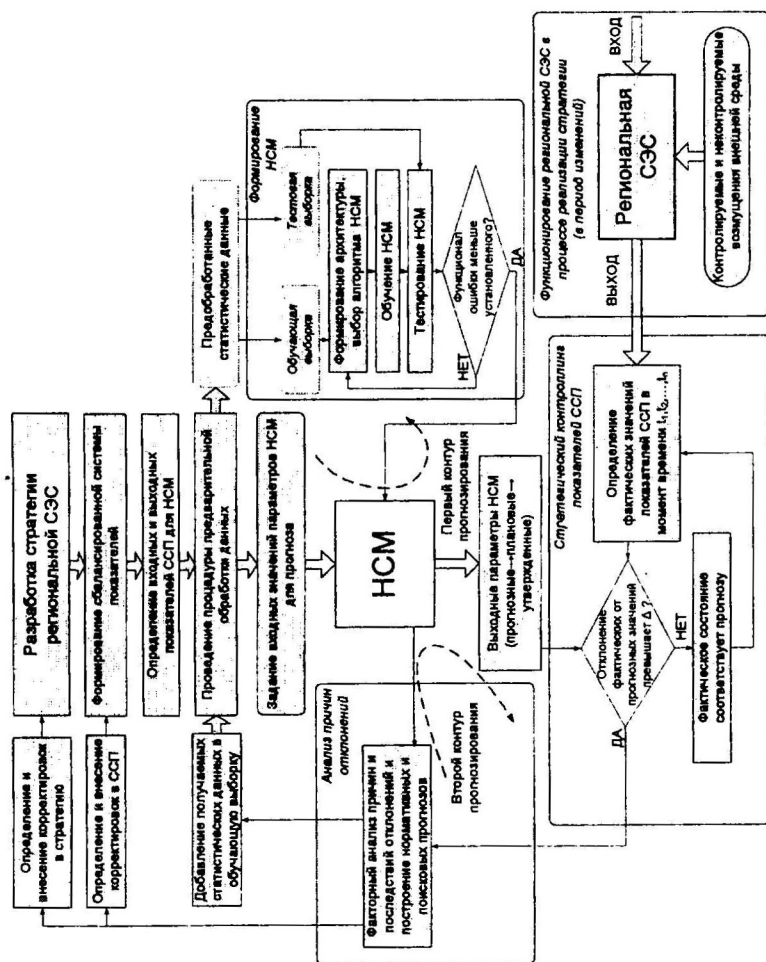 Определение и
внесение корректировок
в стратегию
Определение и внесение
корректировок в ССП
Добавление получаемых
статистических данных в
обучающую выборку
Разработка стратегии
региональной СЭС
Формирование сбалансированной системы
показателей
Определение входных и выходных
показателей ССП для НСМ
Проведение процедуры предварительной
обработки данных
Задание входных значений параметров НСМ
для прогноза
Предобработанные
статистические данные
Формирование
НСМ
Обучающая
выборка
Тестовая
выборка
Формирование архитектуры,
выбор алгоритма НСМ
Обучение НСМ
Тестирование НСМ
Функционал
ошибки меньше
установленного?
НЕТ
ДА
НСМ
Первый контур
прогнозирования
Анализ причин
отклонений
Факторный анализ причин и
последствий отклонений и
построение нормативных и
поисковых прогнозов
Второй контур
прогнозирования
Выходные параметры НСМ
(прогнозные→плановые→
утвержденные)
Стратегический контроллинг
показателей ССП
Отклонение
фактических от
прогнозных значений
превышает Δ ?
ДА
НЕТ
Фактическое состояние
соответствует прогнозу
Определение
фактических значений
показателей ССП в
момент времени t₁,t₂,...,tₙ
Функционирование региональной СЭС в
процессе реализации стратегии
(в период изменений)
ВЫХОД
Региональная
СЭС
ВХОД
Контролируемые и неконтролируемые
возмущения внешней среды